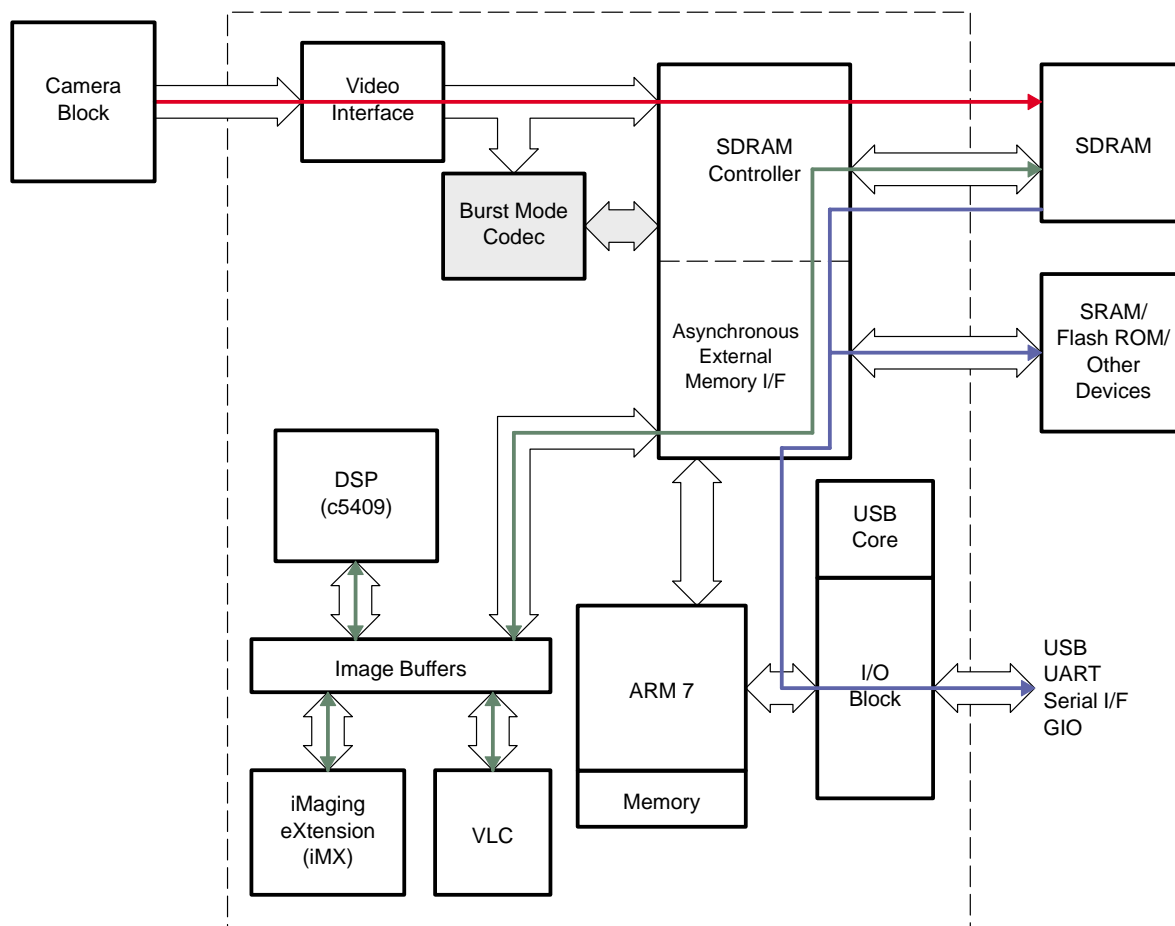 Camera
Block
Video
Interface
SDRAM
Controller
SDRAM
Burst Mode
Codec
Asynchronous
External
Memory I/F
SRAM/
Flash ROM/
Other
Devices
DSP
(c5409)
USB
Core
Image Buffers
ARM 7
I/O
Block
USB
UART
Serial I/F
GIO
iMaging
eXtension
(iMX)
VLC
Memory